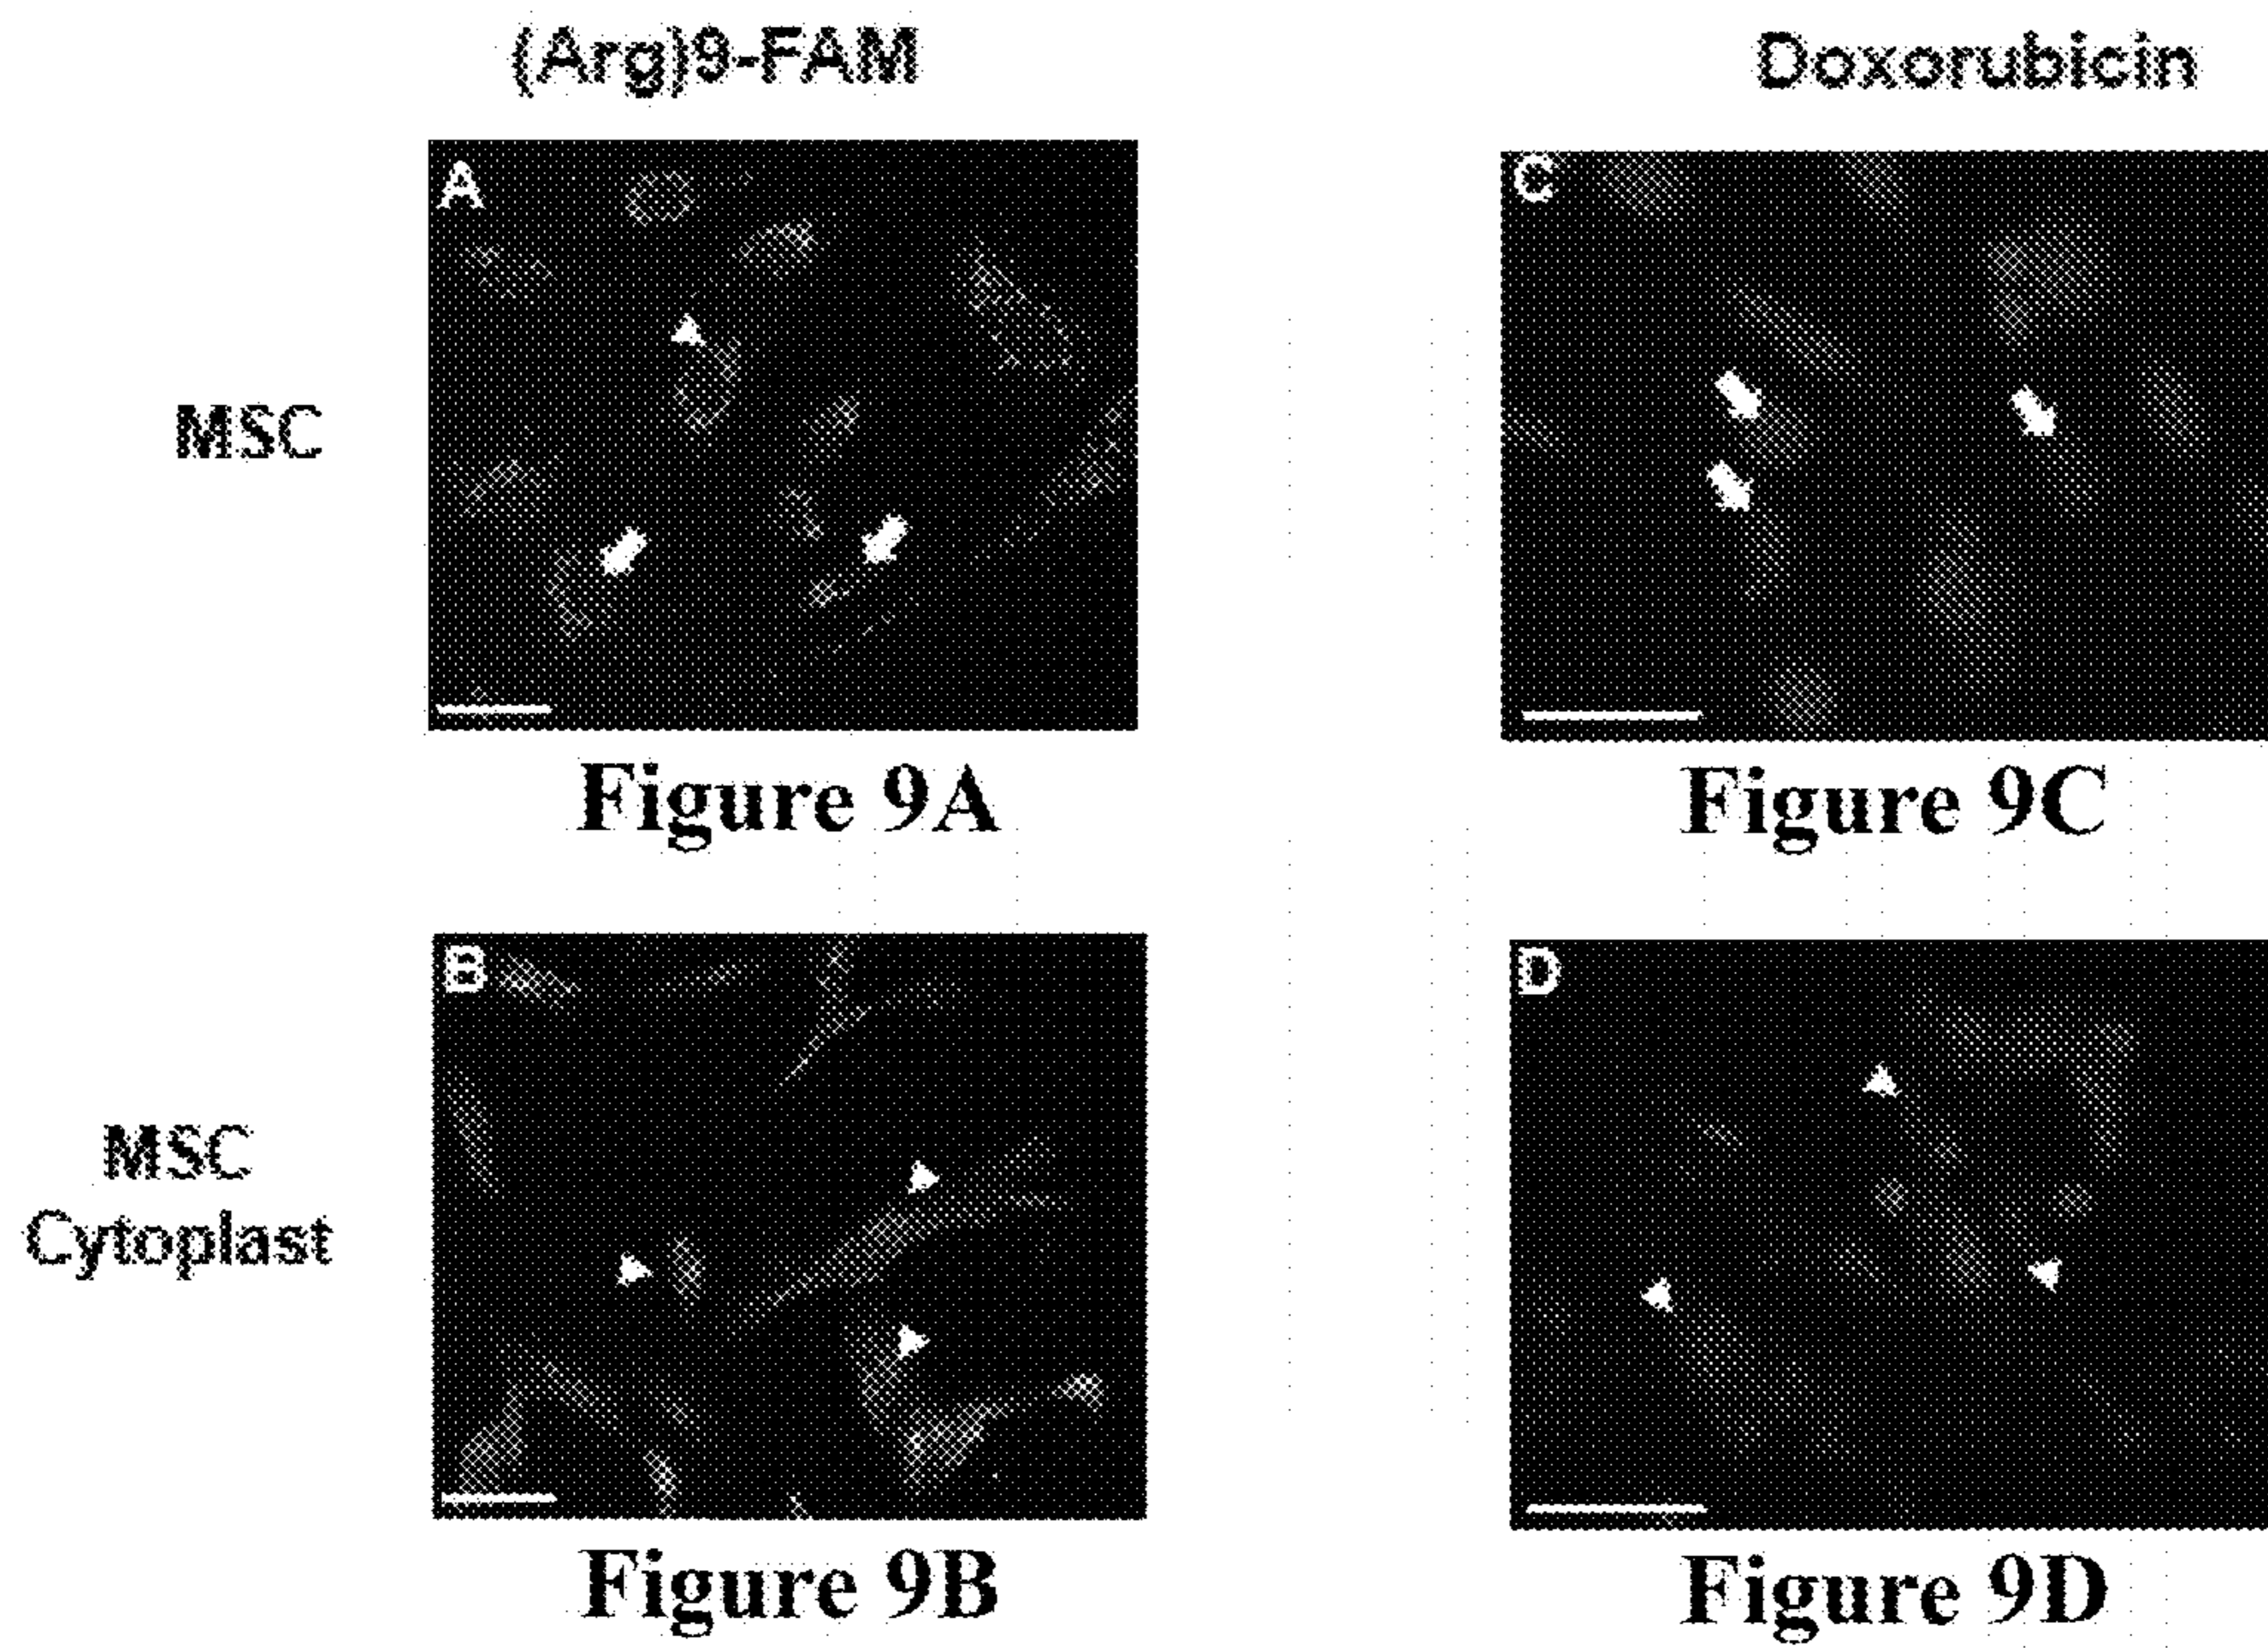 (Arg)9-FAM
Doxorubicin
MSC
A
C
Figure 9A
Figure 9C
MSC
Cytoplast
B
D
Figure 9B
Figure 9D